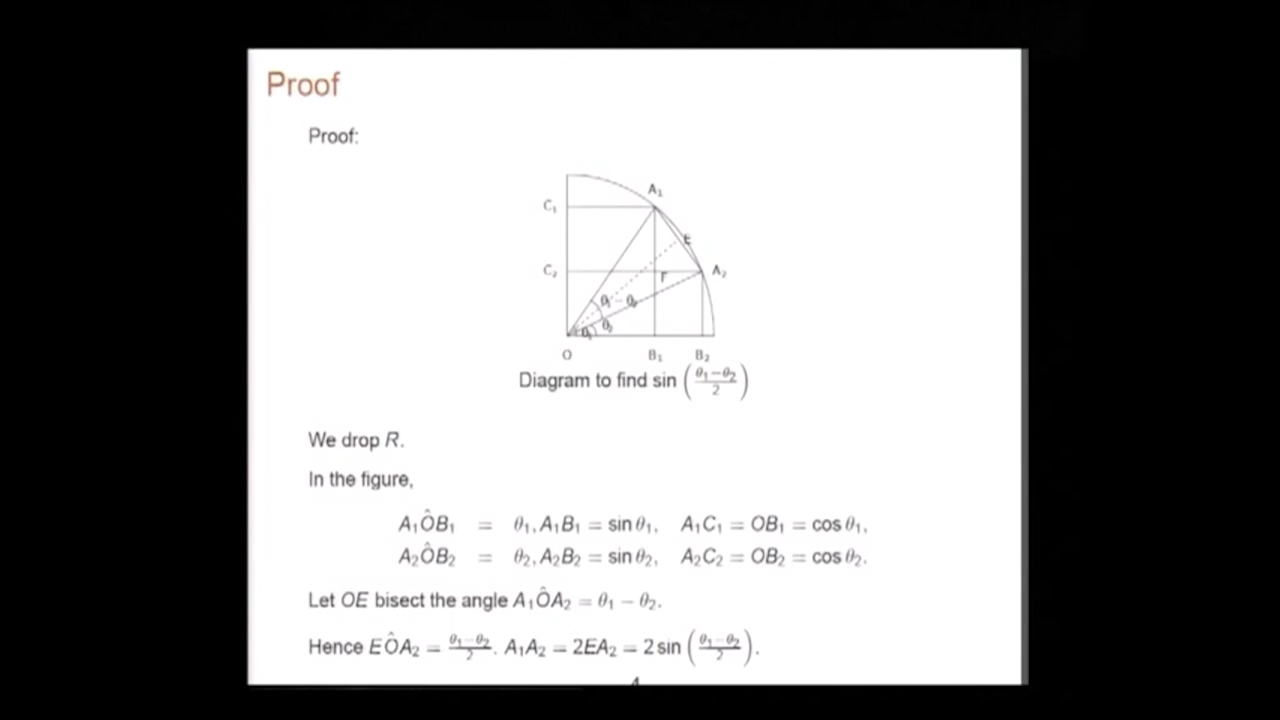 Proof
Proof:
A₁
C₁
E
C₂
F
A₂
θ₁ − θ₂
θ₂
θ₁
O
B₁
B₂
Diagram to find sin ((θ₁−θ₂)/2)
We drop R.
In the figure,
A₁ÔB₁ = θ₁, A₁B₁ = sin θ₁, A₁C₁ = OB₁ = cos θ₁,
A₂ÔB₂ = θ₂, A₂B₂ = sin θ₂, A₂C₂ = OB₂ = cos θ₂.
Let OE bisect the angle A₁ÔA₂ = θ₁ − θ₂.
Hence EÔA₂ = (θ₁−θ₂)/2. A₁A₂ = 2EA₂ = 2 sin ((θ₁−θ₂)/2).